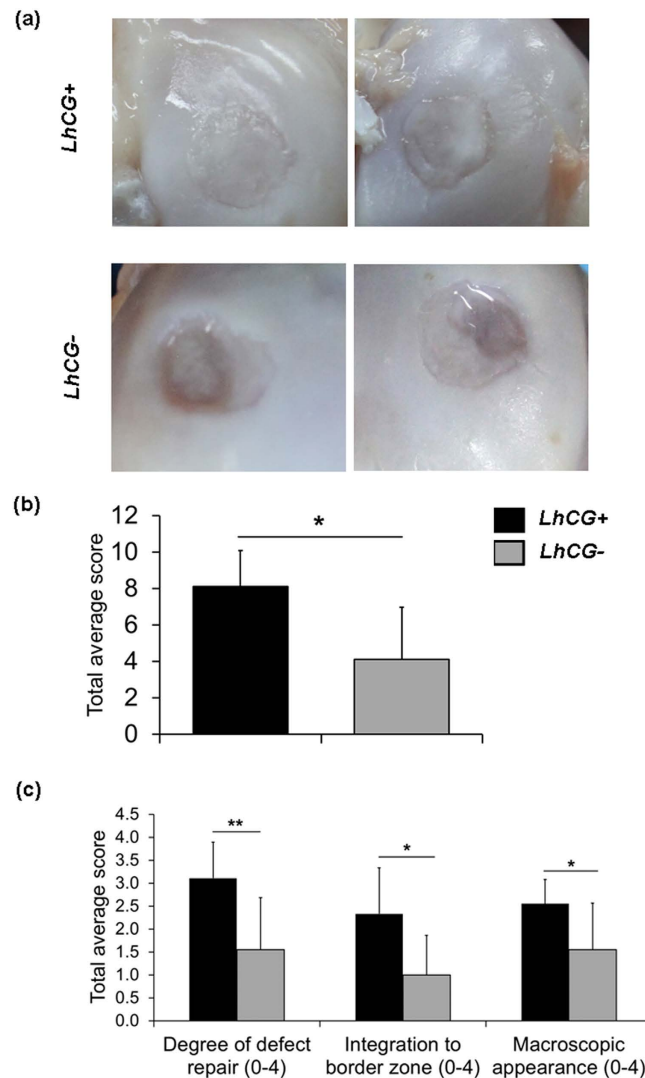 (a)
LhCG+
LhCG-
(b)
Total average score
12
10
8
6
4
2
0
*
LhCG+
LhCG-
(c)
Total average score
4.5
4.0
3.5
3.0
2.5
2.0
1.5
1.0
0.5
0.0
**
*
*
Degree of defect
repair (0-4)
Integration to
border zone (0-4)
Macroscopic
appearance (0-4)